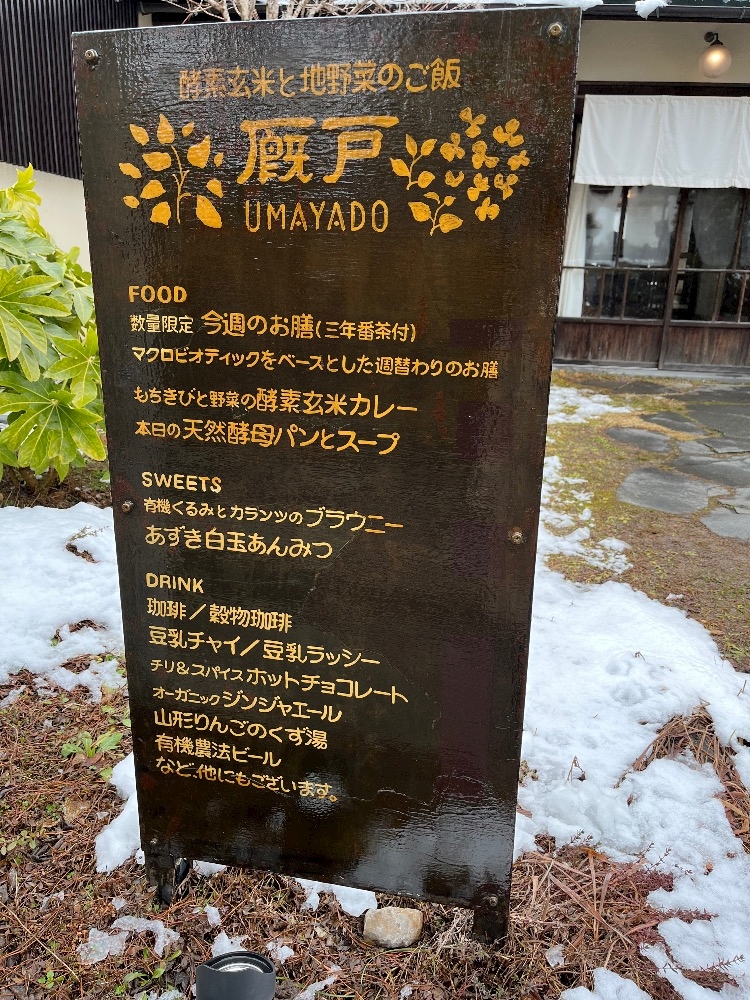 酵素玄米と地野菜のご飯
厩戸
UMAYADO
FOOD
数量限定 今週のお膳(三年番茶付)
マクロビオティックをベースとした週替わりのお膳
もちきびと野菜の酵素玄米カレー
本日の天然酵母パンとスープ
SWEETS
有機くるみとカランツのブラウニー
あずき白玉あんみつ
DRINK
珈琲／穀物珈琲
豆乳チャイ／豆乳ラッシー
チリ&スパイスホットチョコレート
オーガニックジンジャエール
山形りんごのくず湯
有機農法ビール
など、他にもございます。